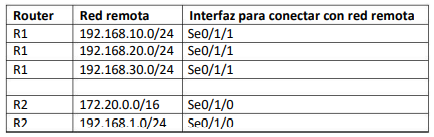 Router Red remota Interfaz para conectar con red remota
R1 192.168.10.0/24 Se0/1/1
R1 192.168.20.0/24 Se0/1/1
R1 192.168.30.0/24 Se0/1/1
R2 172.20.0.0/16 Se0/1/0
R2 192.168.1.0/24 Se0/1/0